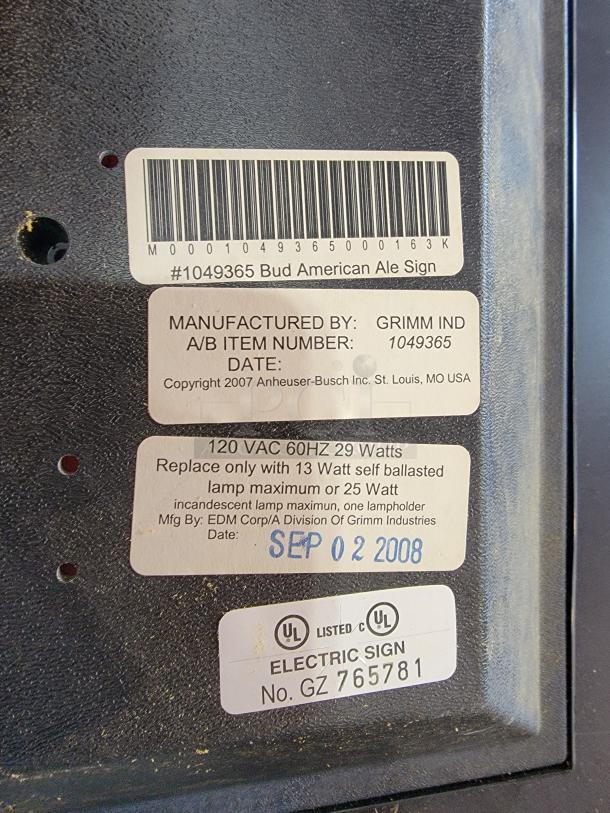 M0001049365000163K
#1049365 Bud American Ale Sign
MANUFACTURED BY: GRIMM IND
A/B ITEM NUMBER: 1049365
DATE:
Copyright 2007 Anheuser-Busch Inc. St. Louis, MO USA
PCI
120 VAC 60HZ 29 Watts
Replace only with 13 Watt self ballasted
lamp maximum or 25 Watt
incandescent lamp maximun, one lampholder
Mfg By: EDM Corp/A Division Of Grimm Industries
Date: SEP 02 2008
UL LISTED C UL
ELECTRIC SIGN
No. GZ 765781